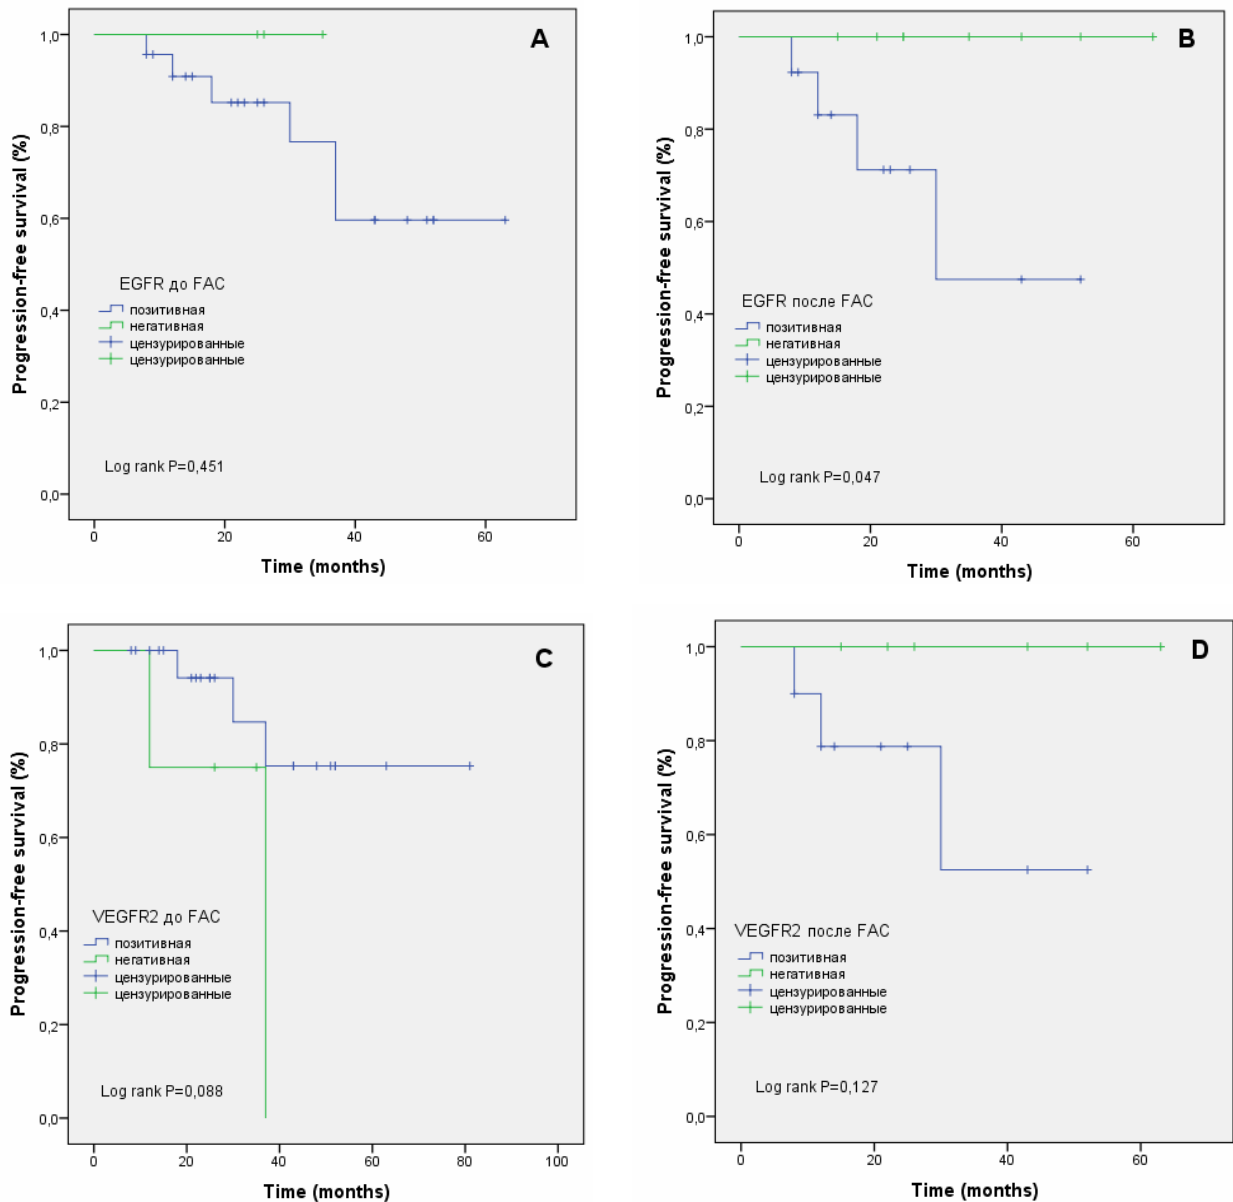 A
Progression-free survival (%)
1,0
0,8
0,6
0,4
0,2
0,0
EGFR до FAC
позитивная
негативная
цензурированные
цензурированные
Log rank P=0,451
0 20 40 60
Time (months)
B
Progression-free survival (%)
1,0
0,8
0,6
0,4
0,2
0,0
EGFR после FAC
позитивная
негативная
цензурированные
цензурированные
Log rank P=0,047
0 20 40 60
Time (months)
C
Progression-free survival (%)
1,0
0,8
0,6
0,4
0,2
0,0
VEGFR2 до FAC
позитивная
негативная
цензурированные
цензурированные
Log rank P=0,088
0 20 40 60 80 100
Time (months)
D
Progression-free survival (%)
1,0
0,8
0,6
0,4
0,2
0,0
VEGFR2 после FAC
позитивная
негативная
цензурированные
цензурированные
Log rank P=0,127
0 20 40 60
Time (months)